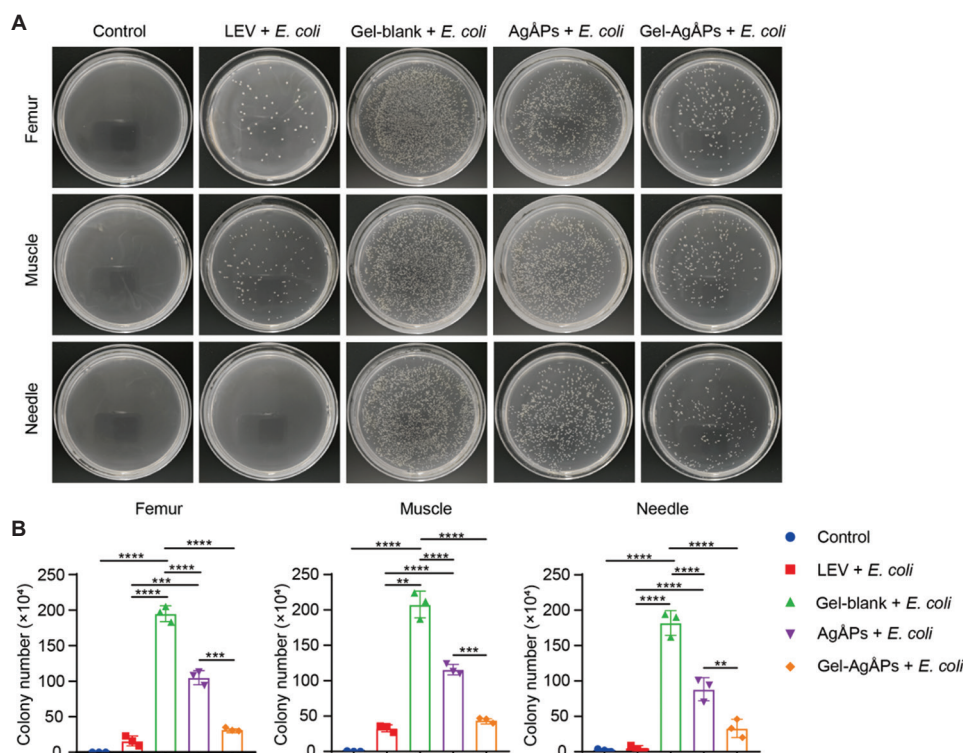 A
Control LEV + E. coli Gel-blank + E. coli AgÅPs + E. coli Gel-AgÅPs + E. coli
Femur
Muscle
Needle
B
Femur
Colony number (×10⁴)
250
200
150
100
50
0
****
****
****
***
****
***
Muscle
Colony number (×10⁴)
250
200
150
100
50
0
****
****
****
****
**
***
Needle
Colony number (×10⁴)
250
200
150
100
50
0
****
****
****
****
****
**
Control
LEV + E. coli
Gel-blank + E. coli
AgÅPs + E. coli
Gel-AgÅPs + E. coli